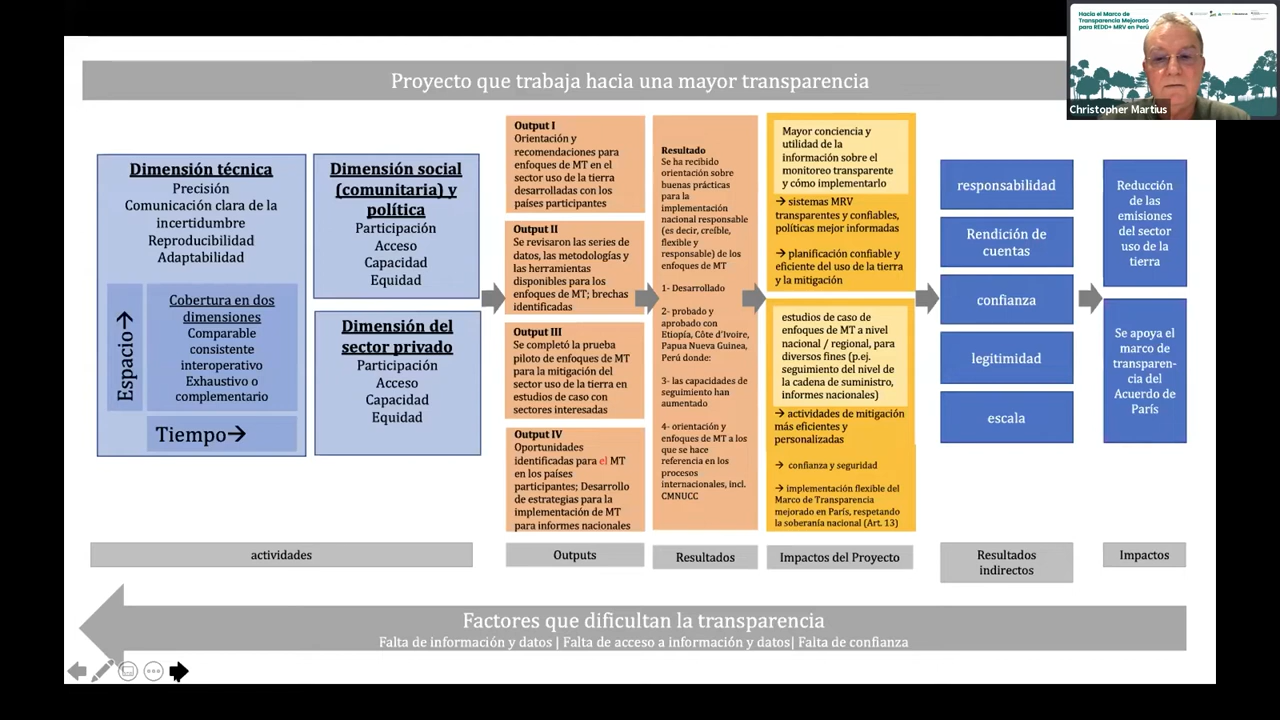 Hacia el Marco de
Transparencia Mejorado
para REDD+ MRV en Perú
Christopher Martius
Proyecto que trabaja hacia una mayor transparencia
Dimensión técnica
Precisión
Comunicación clara de la
incertidumbre
Reproducibilidad
Adaptabilidad
Espacio→
Cobertura en dos
dimensiones
Comparable
consistente
interoperativo
Exhaustivo o
complementario
Tiempo→
Dimensión social
(comunitaria) y
política
Participación
Acceso
Capacidad
Equidad
Dimensión del
sector privado
Participación
Acceso
Capacidad
Equidad
Output I
Orientación y
recomendaciones para
enfoques de MT en el
sector uso de la tierra
desarrolladas con los
países participantes
Output II
Se revisaron las series de
datos, las metodologías y
las herramientas
disponibles para los
enfoques de MT; brechas
identificadas
Output III
Se completó la prueba
piloto de enfoques de MT
para la mitigación del
sector uso de la tierra en
estudios de caso con
sectores interesadas
Output IV
Oportunidades
identificadas para el MT
en los países
participantes; Desarrollo
de estrategias para la
implementación de MT
para informes nacionales
Resultado
Se ha recibido
orientación sobre
buenas prácticas
para la
implementación
nacional responsable
(es decir, creíble,
flexible y
responsable) de los
enfoques de MT
1- Desarrollado
2- probado y
aprobado con
Etiopía, Côte d'Ivoire,
Papua Nueva Guinea,
Perú donde:
3- las capacidades de
seguimiento han
aumentado
4- orientación y
enfoques de MT a los
que se hace
referencia en los
procesos
internacionales, incl.
CMNUCC
Mayor conciencia y
utilidad de la
información sobre el
monitoreo transparente
y cómo implementarlo
→ sistemas MRV
transparentes y confiables,
políticas mejor informadas
→ planificación confiable y
eficiente del uso de la tierra
y la mitigación
estudios de caso de
enfoques de MT a nivel
nacional / regional, para
diversos fines (p.ej.
seguimiento del nivel de
la cadena de suministro,
informes nacionales)
→ actividades de mitigación
más eficientes y
personalizadas
→ confianza y seguridad
→ implementación flexible del
Marco de Transparencia
mejorado en París, respetando
la soberanía nacional (Art. 13)
responsabilidad
Rendición de
cuentas
confianza
legitimidad
escala
Reducción
de las
emisiones
del sector
uso de la
tierra
Se apoya el
marco de
transparen-
cia del
Acuerdo de
París
actividades
Outputs
Resultados
Impactos del Proyecto
Resultados
indirectos
Impactos
Factores que dificultan la transparencia
Falta de información y datos | Falta de acceso a información y datos| Falta de confianza